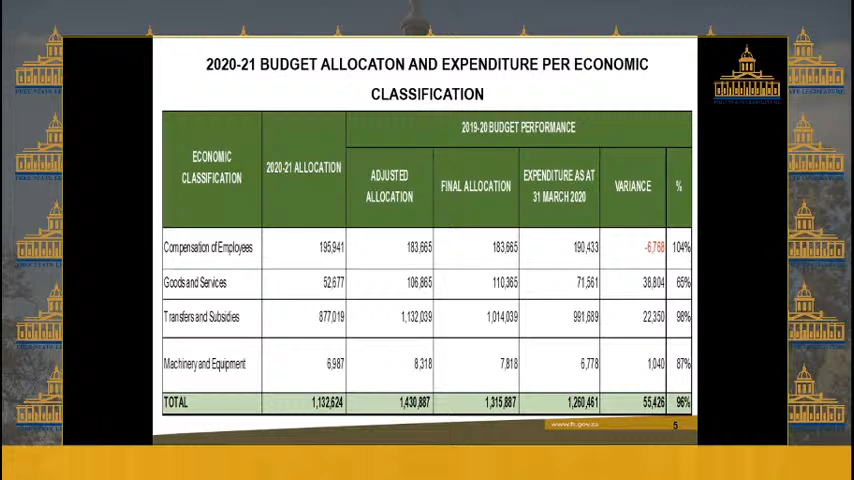 2020-21 BUDGET ALLOCATON AND EXPENDITURE PER ECONOMIC
CLASSIFICATION
ECONOMIC
CLASSIFICATION
2020-21 ALLOCATION
2019-20 BUDGET PERFORMANCE
ADJUSTED
ALLOCATION
FINAL ALLOCATION
EXPENDITURE AS AT
31 MARCH 2020
VARIANCE
%
Compensation of Employees 195,941 183,665 183,665 190,433 -6,768 104%
Goods and Services 52,677 106,865 110,365 71,561 38,804 65%
Transfers and Subsidies 877,019 1,132,039 1,014,039 991,689 22,350 98%
Machinery and Equipment 6,987 8,318 7,818 6,778 1,040 87%
TOTAL 1,132,624 1,430,887 1,315,887 1,260,461 55,426 96%
5